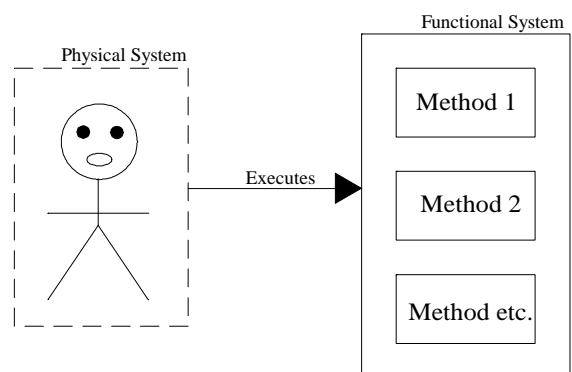 Functional System
Physical System
Method 1
Executes
Method 2
Method etc.